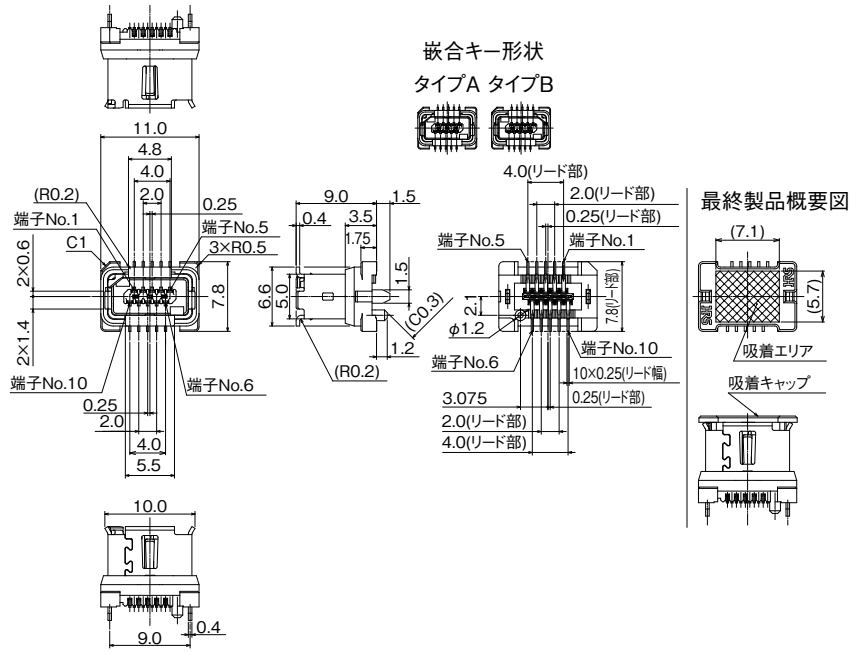 嵌合キー形状
タイプA タイプB
11.0
4.8
4.0
2.0
0.25
(R0.2)
端子No.1
端子No.5
C1
3×R0.5
2×0.6
2×1.4
7.8
端子No.10
端子No.6
0.25
2.0
4.0
5.5
9.0
1.5
0.4
3.5
1.75
6.6
5.0
1.5
(C0.3)
1.2
(R0.2)
4.0(リード部)
2.0(リード部)
0.25(リード部)
端子No.5
端子No.1
2.1
7.8(リード部)
φ1.2
端子No.6
端子No.10
10×0.25(リード幅)
3.075
0.25(リード部)
2.0(リード部)
4.0(リード部)
最終製品概要図
(7.1)
(5.7)
吸着エリア
吸着キャップ
10.0
0.4
9.0